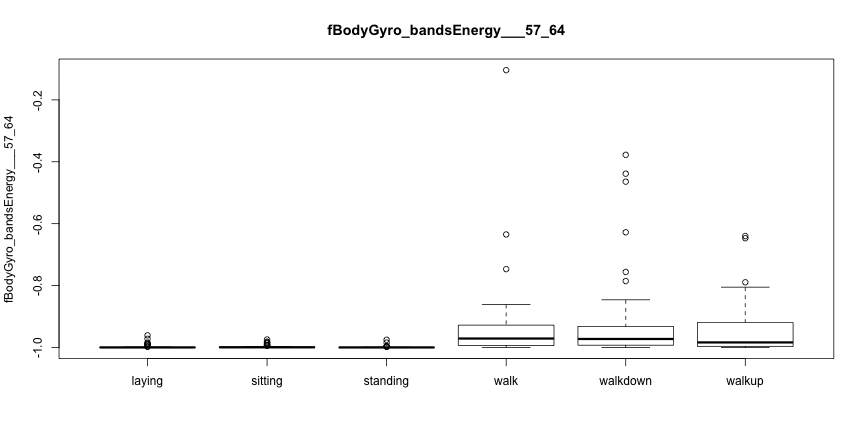 fBodyGyro_bandsEnergy___57_64
fBodyGyro_bandsEnergy___57_64
-0.2
-0.4
-0.6
-0.8
-1.0
laying sitting standing walk walkdown walkup